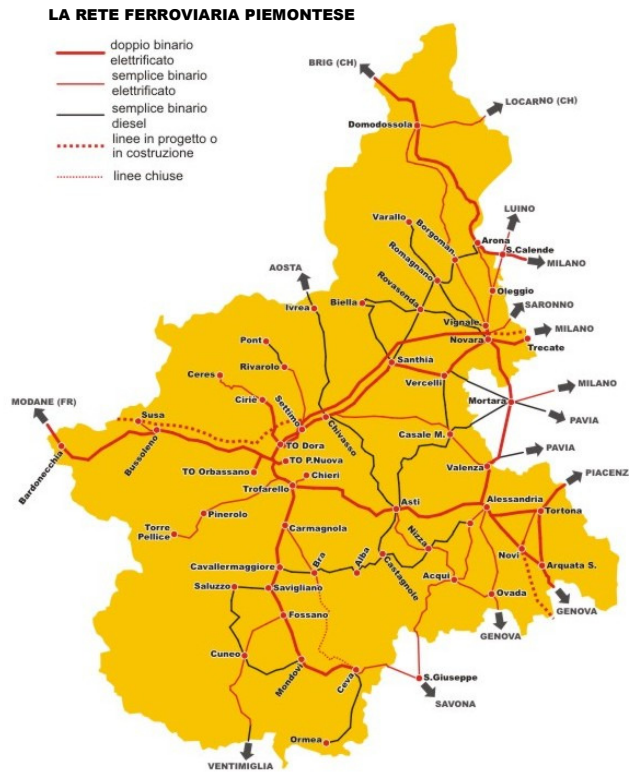 LA RETE FERROVIARIA PIEMONTESE
doppio binario
elettrificato
semplice binario
elettrificato
semplice binario
diesel
linee in progetto o
in costruzione
linee chiuse
BRIG (CH)
LOCARNO (CH)
Domodossola
Varallo
Borgoman.
LUINO
Arona
S.Calende
MILANO
Romagnano
AOSTA
Rovasenda
Oleggio
Ivrea
Biella
SARONNO
Vignale
MILANO
Novara
Trecate
Pont
Santhia
Rivarolo
Ceres
Vercelli
MILANO
Cirie
Settimo
Mortara
MODANE (FR)
Susa
Chivasso
PAVIA
Bussoleno
Casale M.
TO Dora
Bardonecchia
TO P.Nuova
PAVIA
TO Orbassano
Chieri
Valenza
PIACENZ
Trofarello
Asti
Alessandria
Tortona
Pinerolo
Torre
Pellice
Carmagnola
Nizza
Novi
Cavallermaggiore
Bra
Alba
Castagnole
Arquata S.
Saluzzo
Savigliano
Acqui
Ovada
GENOVA
Fossano
GENOVA
Cuneo
Mondovi
Ceva
S.Giuseppe
SAVONA
Ormea
VENTIMIGLIA